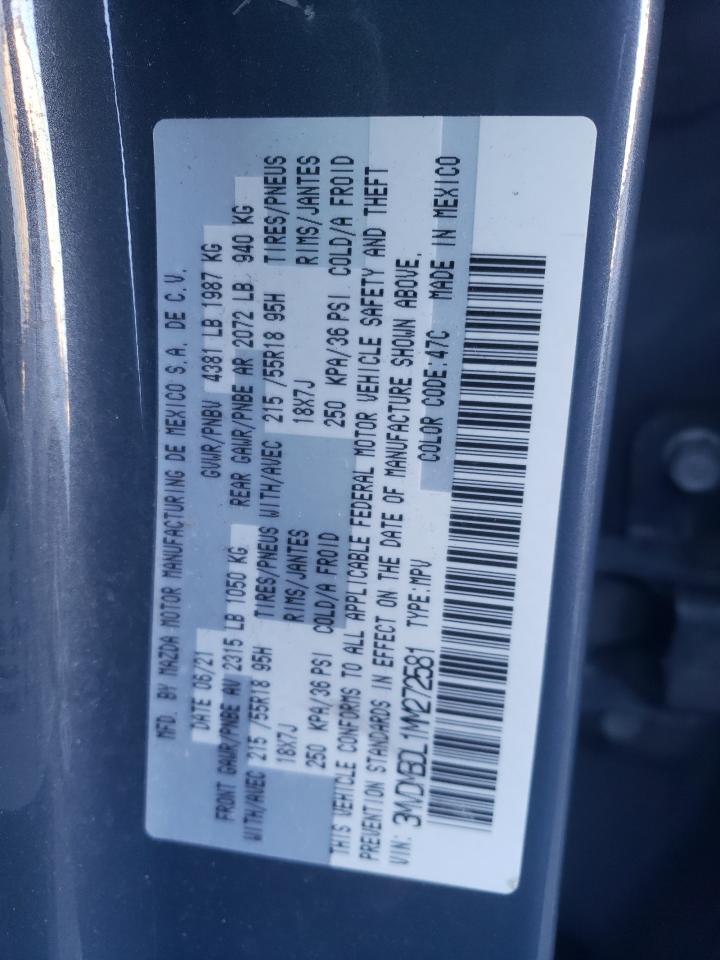 MFD. BY MAZDA MOTOR MANUFACTURING DE MEXICO S.A. DE C.V.
DATE 06/21 GVWR/PNBV 4381 LB 1987 KG
FRONT GAWR/PNBE AV 2315 LB 1050 KG REAR GAWR/PNBE AR 2072 LB 940 KG
WITH/AVEC 215 /55R18 95H TIRES/PNEUS WITH/AVEC 215 /55R18 95H TIRES/PNEUS
18X7J RIMS/JANTES 18X7J RIMS/JANTES
250 KPA/36 PSI COLD/A FROID 250 KPA/36 PSI COLD/A FROID
THIS VEHICLE CONFORMS TO ALL APPLICABLE FEDERAL MOTOR VEHICLE SAFETY AND THEFT
PREVENTION STANDARDS IN EFFECT ON THE DATE OF MANUFACTURE SHOWN ABOVE.
VIN: 3MVDMBDL1MM272581 TYPE:MPV COLOR CODE:47C MADE IN MEXICO